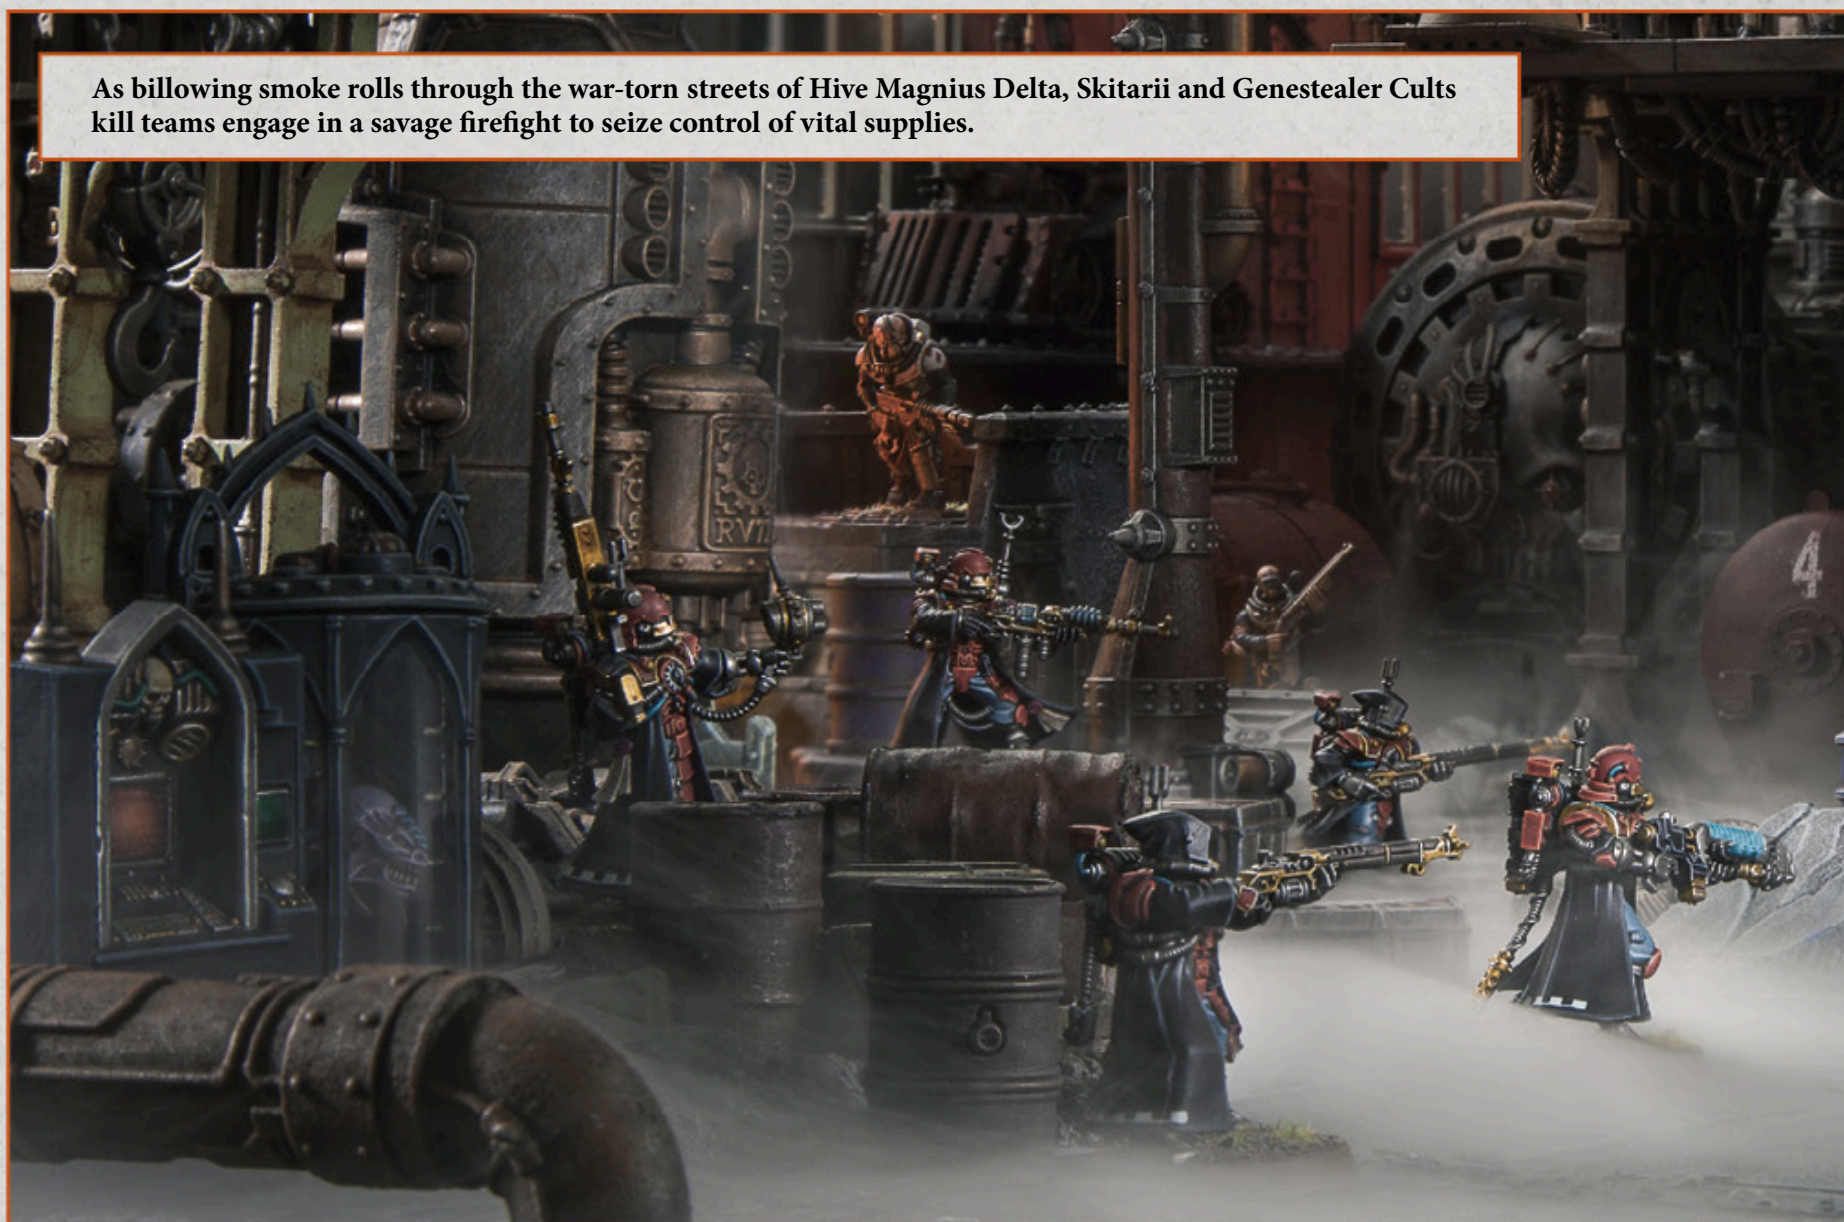 As billowing smoke rolls through the war-torn streets of Hive Magnius Delta, Skitarii and Genestealer Cults
kill teams engage in a savage firefight to seize control of vital supplies.
4